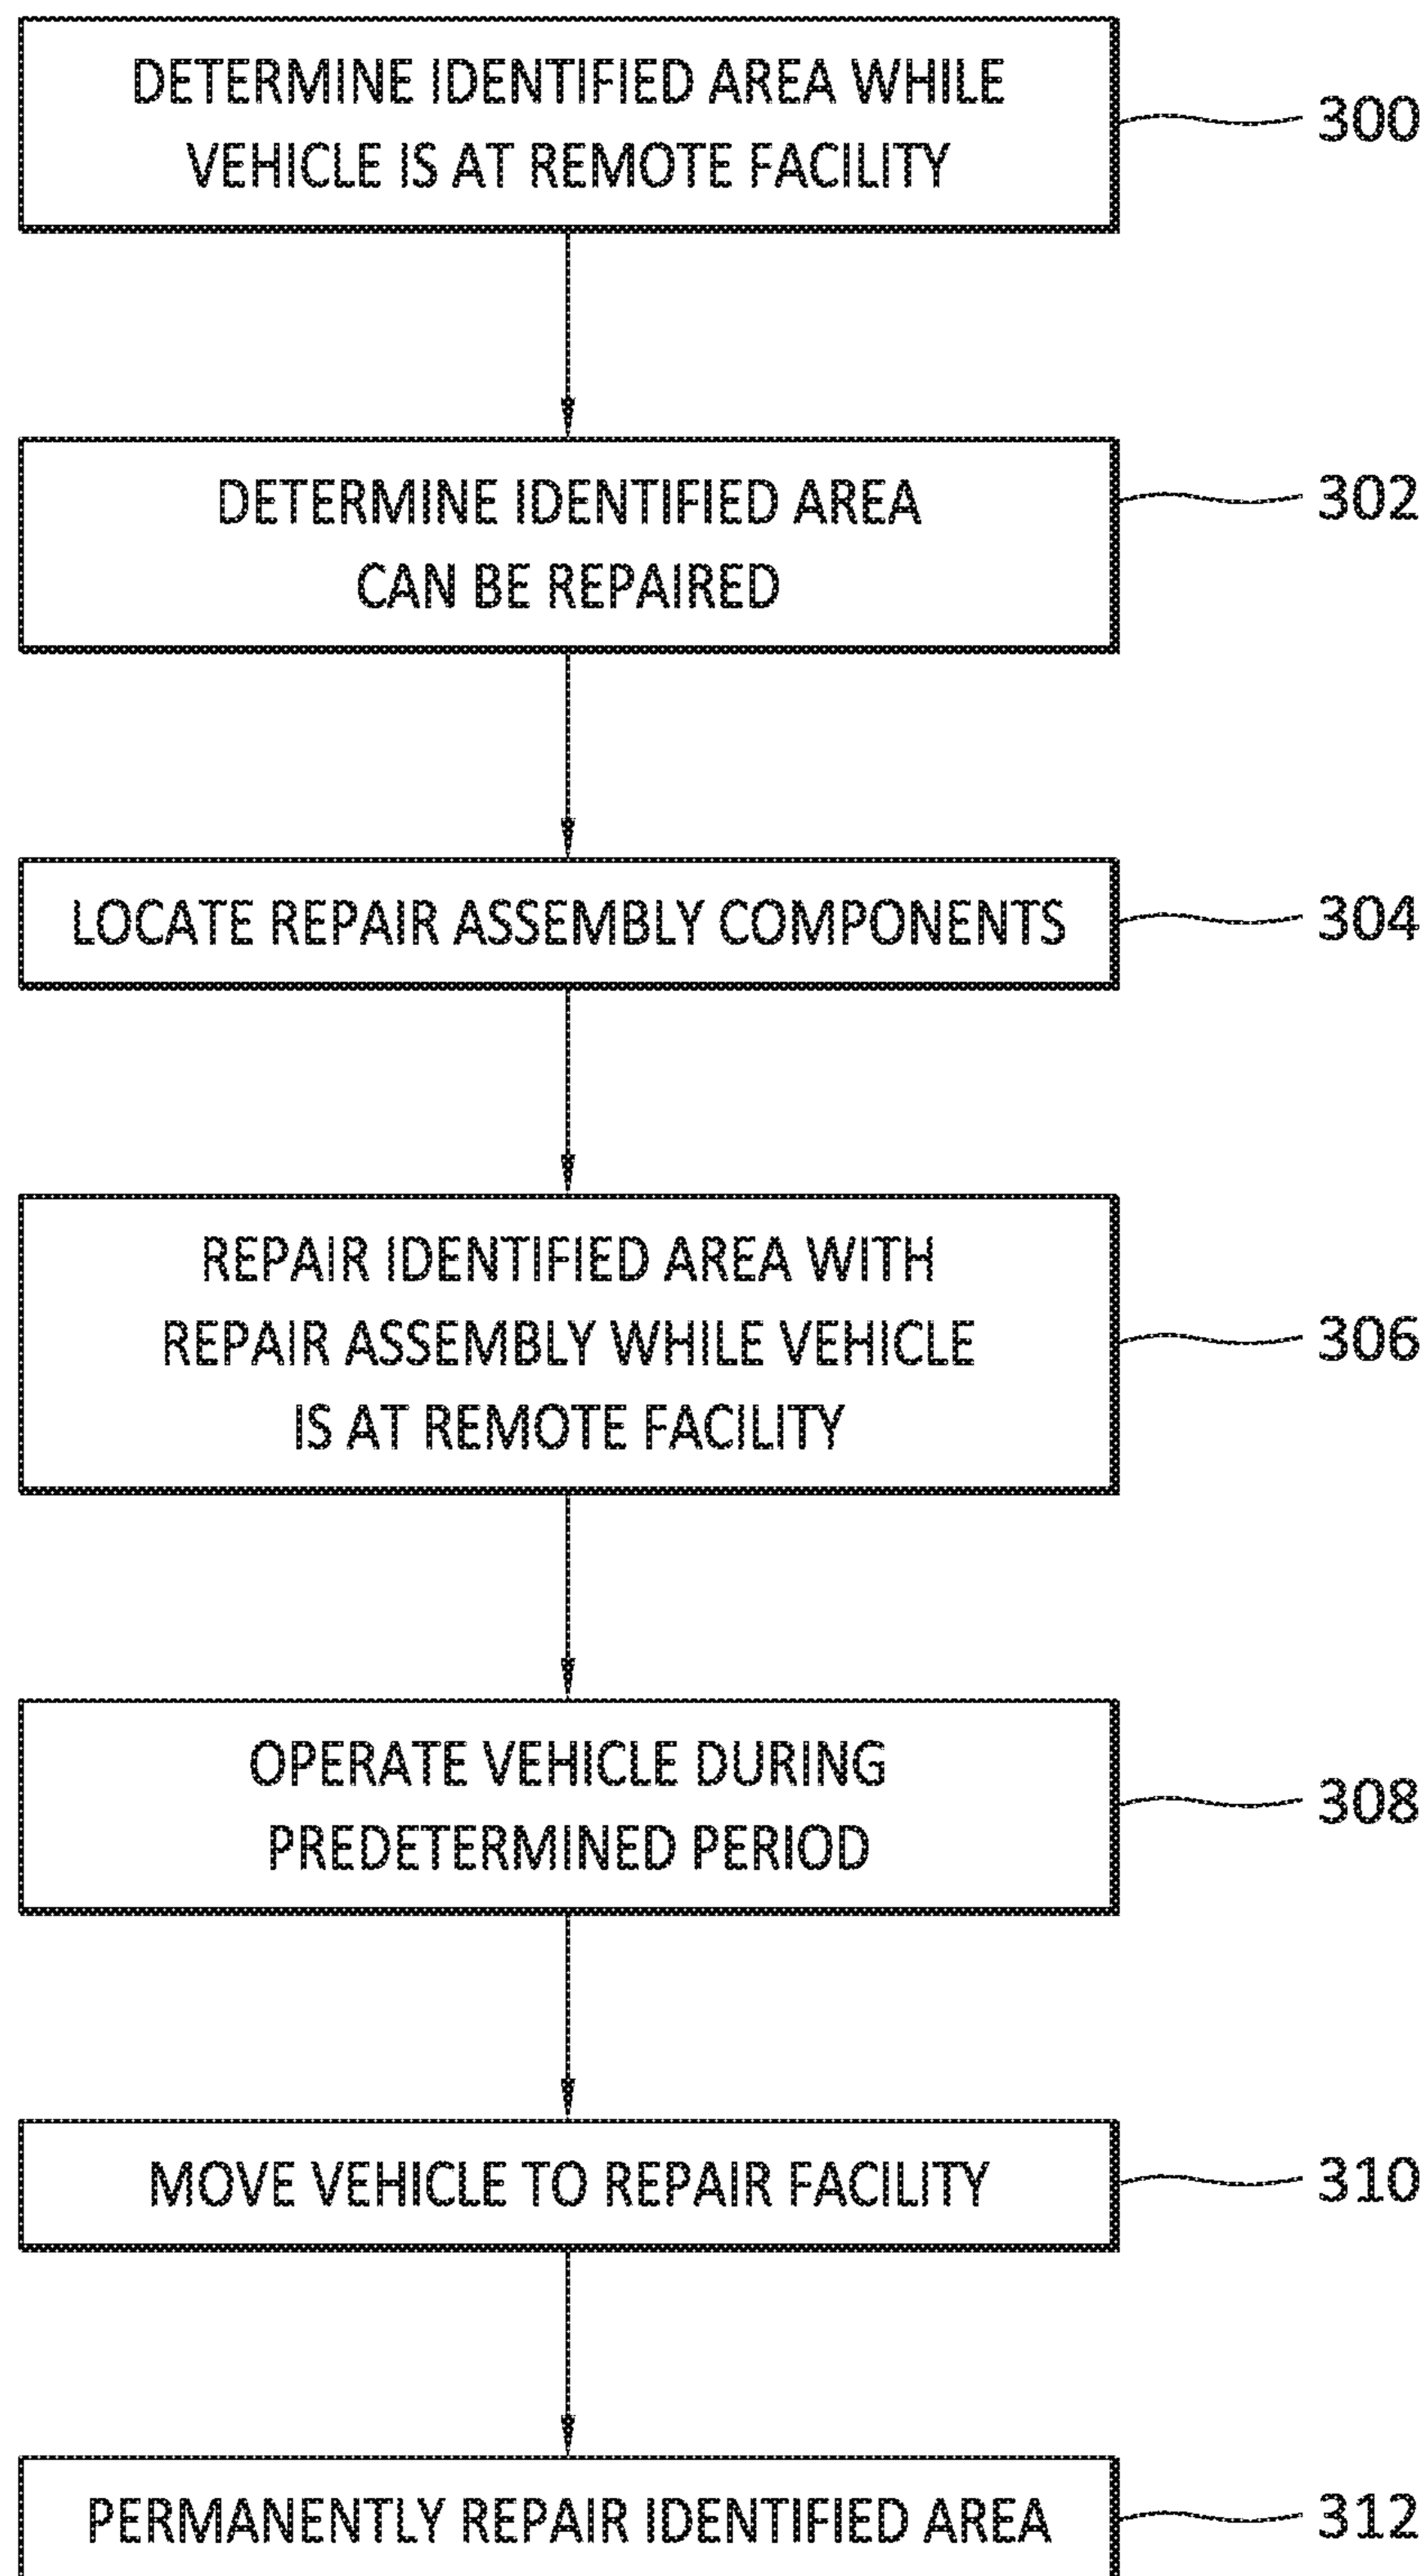 DETERMINE IDENTIFIED AREA WHILE
VEHICLE IS AT REMOTE FACILITY
300
DETERMINE IDENTIFIED AREA
CAN BE REPAIRED
302
LOCATE REPAIR ASSEMBLY COMPONENTS
304
REPAIR IDENTIFIED AREA WITH
REPAIR ASSEMBLY WHILE VEHICLE
IS AT REMOTE FACILITY
306
OPERATE VEHICLE DURING
PREDETERMINED PERIOD
308
MOVE VEHICLE TO REPAIR FACILITY
310
PERMANENTLY REPAIR IDENTIFIED AREA
312